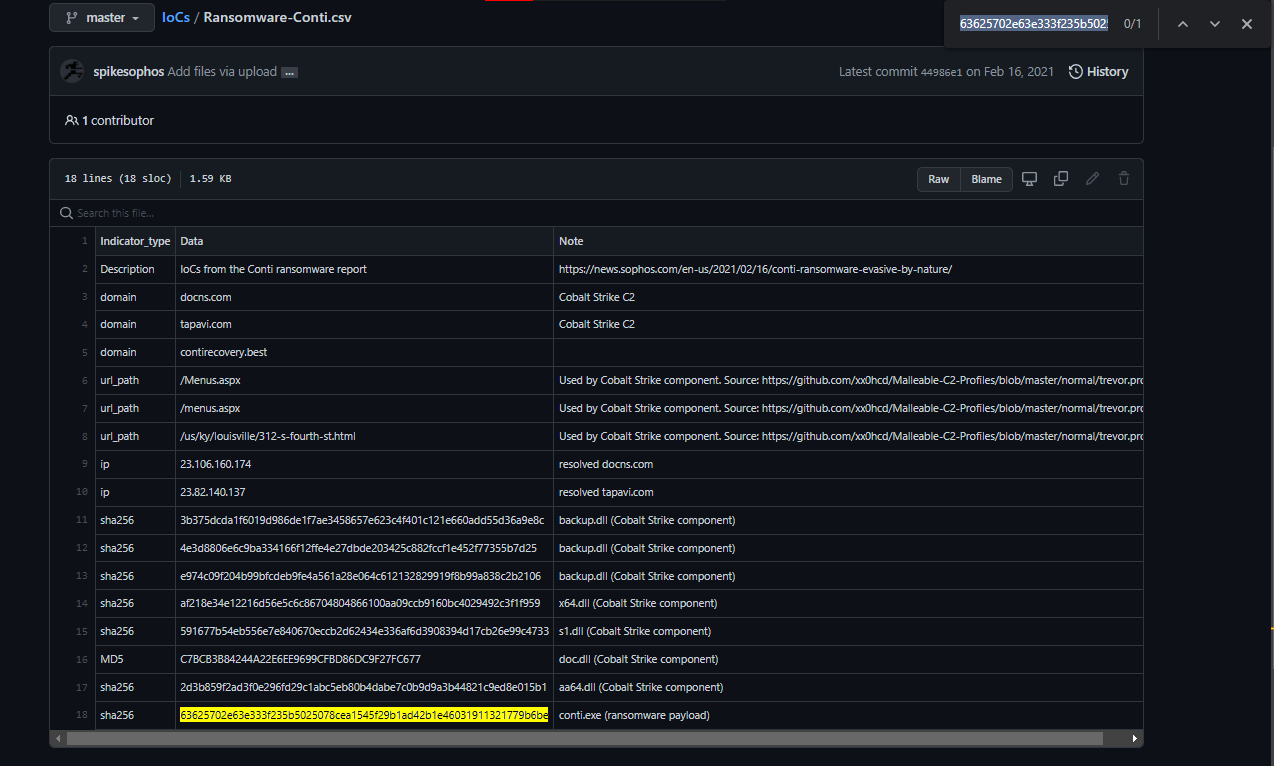 master
IoCs / Ransomware-Conti.csv
63625702e63e333f235b502
0/1
spikesophos Add files via upload ...
Latest commit 44986e1 on Feb 16, 2021 History
1 contributor
18 lines (18 sloc) 1.59 KB
Raw Blame
Search this file...
1 Indicator_type Data Note
2 Description IoCs from the Conti ransomware report https://news.sophos.com/en-us/2021/02/16/conti-ransomware-evasive-by-nature/
3 domain docns.com Cobalt Strike C2
4 domain tapavi.com Cobalt Strike C2
5 domain contirecovery.best
6 url_path /Menus.aspx Used by Cobalt Strike component. Source: https://github.com/xx0hcd/Malleable-C2-Profiles/blob/master/normal/trevor.pro
7 url_path /menus.aspx Used by Cobalt Strike component. Source: https://github.com/xx0hcd/Malleable-C2-Profiles/blob/master/normal/trevor.pro
8 url_path /us/ky/louisville/312-s-fourth-st.html Used by Cobalt Strike component. Source: https://github.com/xx0hcd/Malleable-C2-Profiles/blob/master/normal/trevor.pro
9 ip 23.106.160.174 resolved docns.com
10 ip 23.82.140.137 resolved tapavi.com
11 sha256 3b375dcda1f6019d986de1f7ae3458657e623c4f401c121e660add55d36a9e8c backup.dll (Cobalt Strike component)
12 sha256 4e3d8806e6c9ba334166f12ffe4e27dbde203425c882fccf1e452f77355b7d25 backup.dll (Cobalt Strike component)
13 sha256 e974c09f204b99bfcdeb9fe4a561a28e064c612132829919f8b99a838c2b2106 backup.dll (Cobalt Strike component)
14 sha256 af218e34e12216d56e5c6c86704804866100aa09ccb9160bc4029492c3f1f959 x64.dll (Cobalt Strike component)
15 sha256 591677b54eb556e7e840670eccb2d62434e336af6d3908394d17cb26e99c4733 s1.dll (Cobalt Strike component)
16 MD5 C7BCB3B84244A22E6EE9699CFBD86DC9F27FC677 doc.dll (Cobalt Strike component)
17 sha256 2d3b859f2ad3f0e296fd29c1abc5eb80b4dabe7c0b9d9a3b44821c9ed8e015b1 aa64.dll (Cobalt Strike component)
18 sha256 63625702e63e333f235b5025078cea1545f29b1ad42b1e46031911321779b6be conti.exe (ransomware payload)